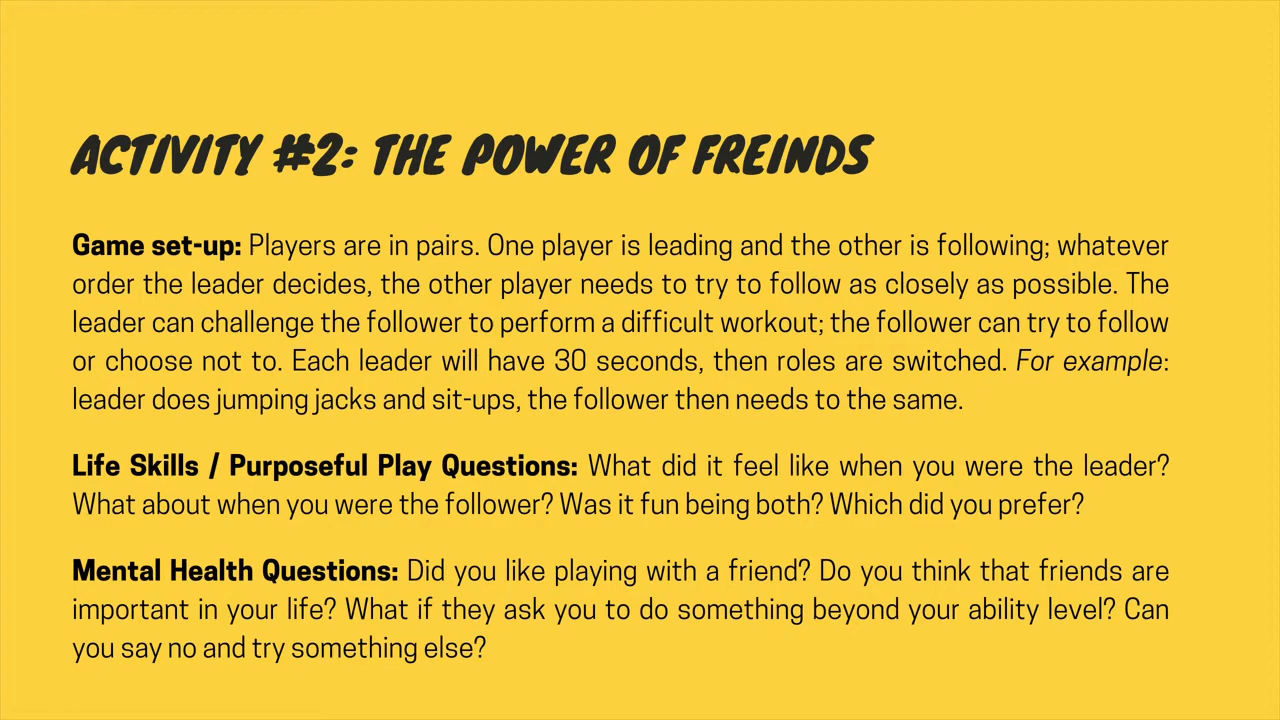 ACTIVITY #2: THE POWER OF FREINDS
Game set-up: Players are in pairs. One player is leading and the other is following; whatever
order the leader decides, the other player needs to try to follow as closely as possible. The
leader can challenge the follower to perform a difficult workout; the follower can try to follow
or choose not to. Each leader will have 30 seconds, then roles are switched. For example:
leader does jumping jacks and sit-ups, the follower then needs to the same.
Life Skills / Purposeful Play Questions: What did it feel like when you were the leader?
What about when you were the follower? Was it fun being both? Which did you prefer?
Mental Health Questions: Did you like playing with a friend? Do you think that friends are
important in your life? What if they ask you to do something beyond your ability level? Can
you say no and try something else?